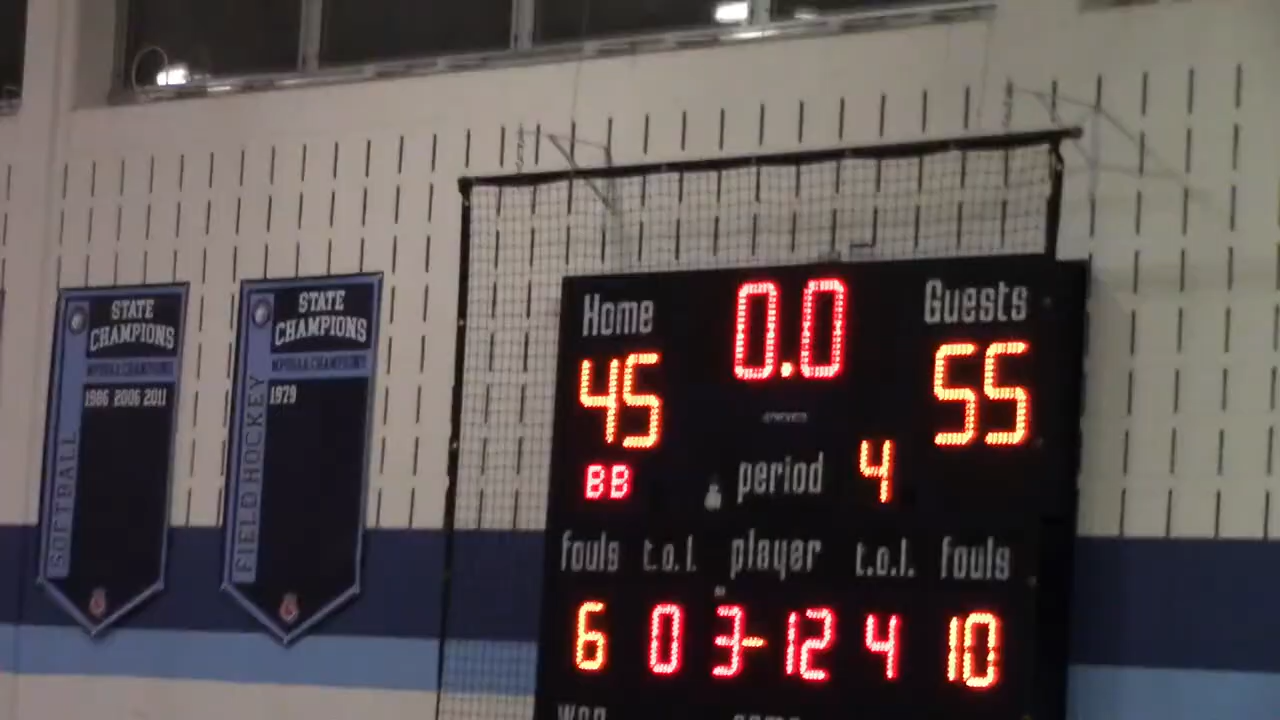 STATE
CHAMPIONS
1986 2006 2011
SOFTBALL
STATE
CHAMPIONS
1979
FIELD HOCKEY
Home 0.0 Guests
45 55
BB period 4
fouls t.o.l. player t.o.l. fouls
6 0 3-12 4 10